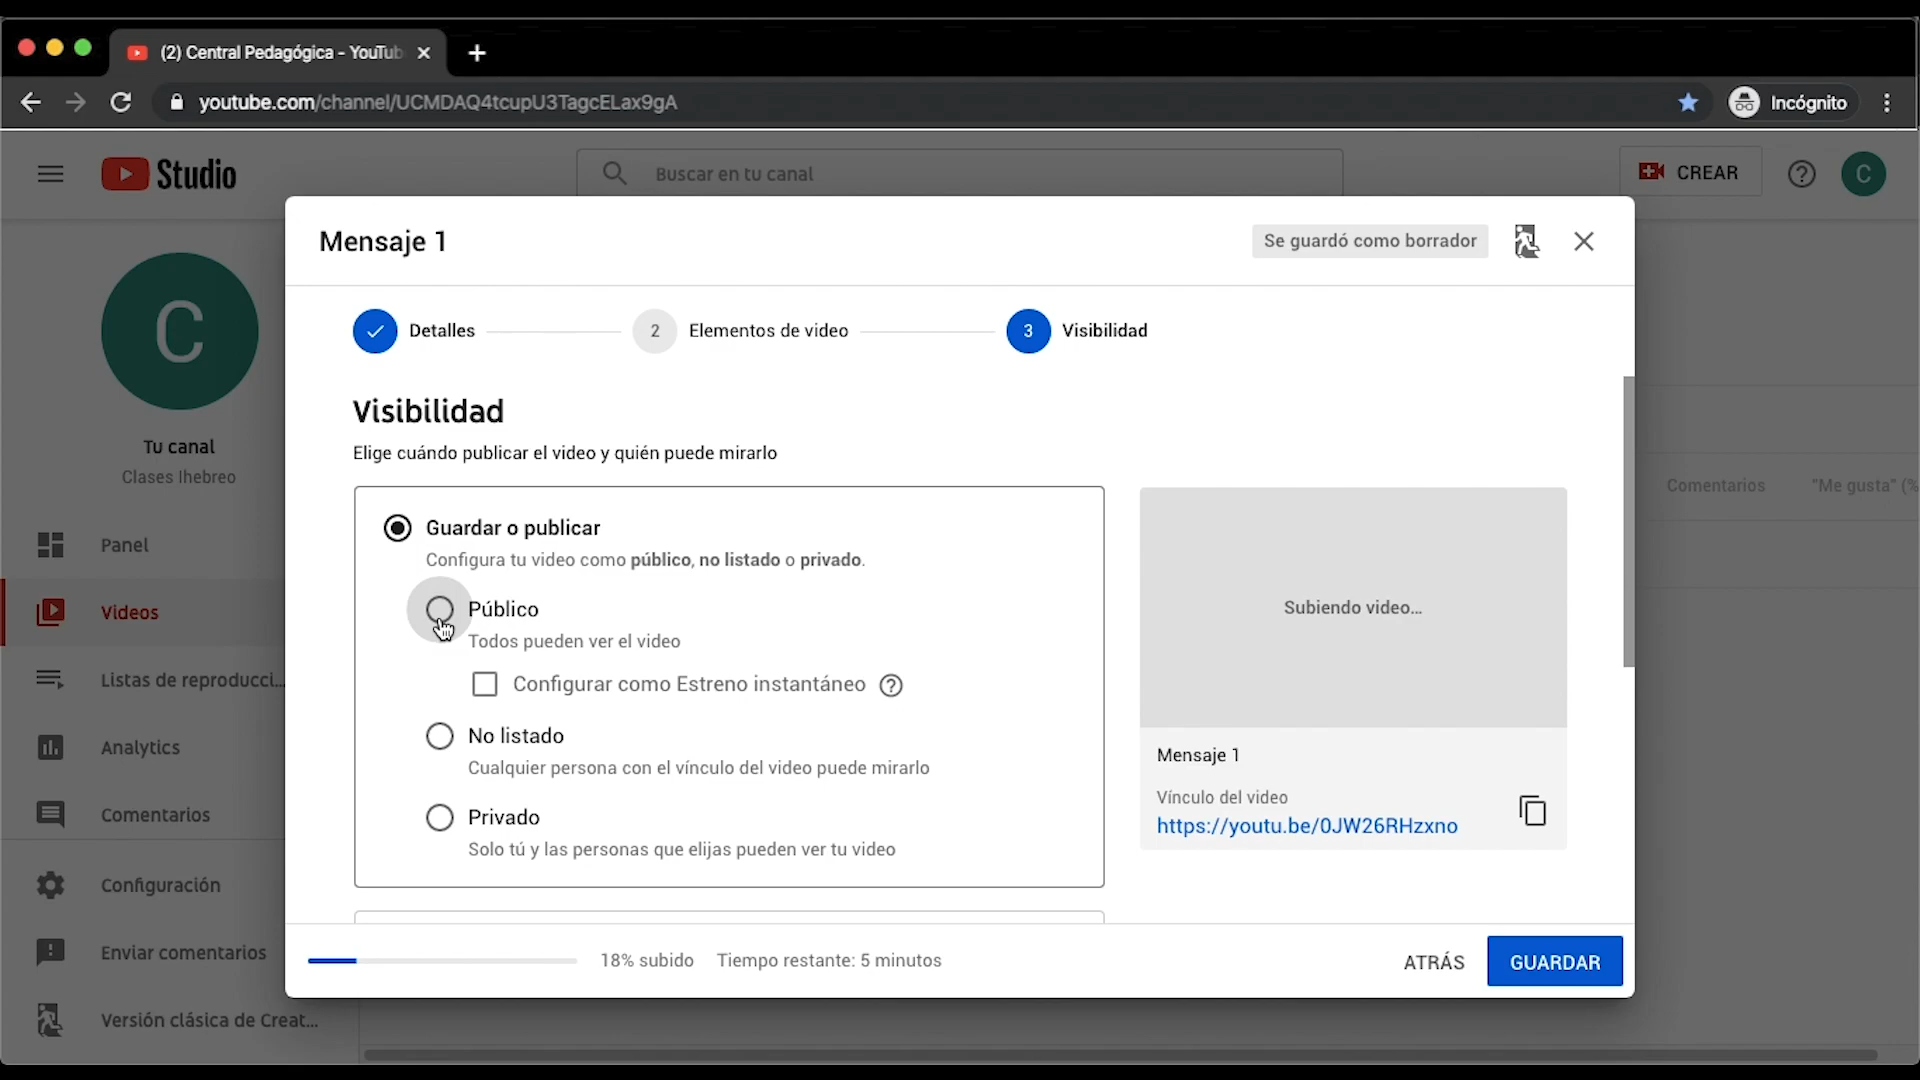 (2) Central Pedagógica - YouTub
youtube.com/channel/UCMDAQ4tcupU3TagcELax9gA
Incógnito
Studio
Buscar en tu canal
CREAR
C
Mensaje 1
Se guardó como borrador
Detalles
2
Elementos de video
3
Visibilidad
C
Tu canal
Clases Ihebreo
Panel
Videos
Listas de reproducci...
Analytics
Comentarios
Configuración
Enviar comentarios
Versión clásica de Creat...
Visibilidad
Elige cuándo publicar el video y quién puede mirarlo
Guardar o publicar
Configura tu video como público, no listado o privado.
Público
Todos pueden ver el video
Configurar como Estreno instantáneo
No listado
Cualquier persona con el vínculo del video puede mirarlo
Privado
Solo tú y las personas que elijas pueden ver tu video
Subiendo video...
Mensaje 1
Vínculo del video
https://youtu.be/0JW26RHzxno
Comentarios
"Me gusta" (%
18% subido
Tiempo restante: 5 minutos
ATRÁS
GUARDAR